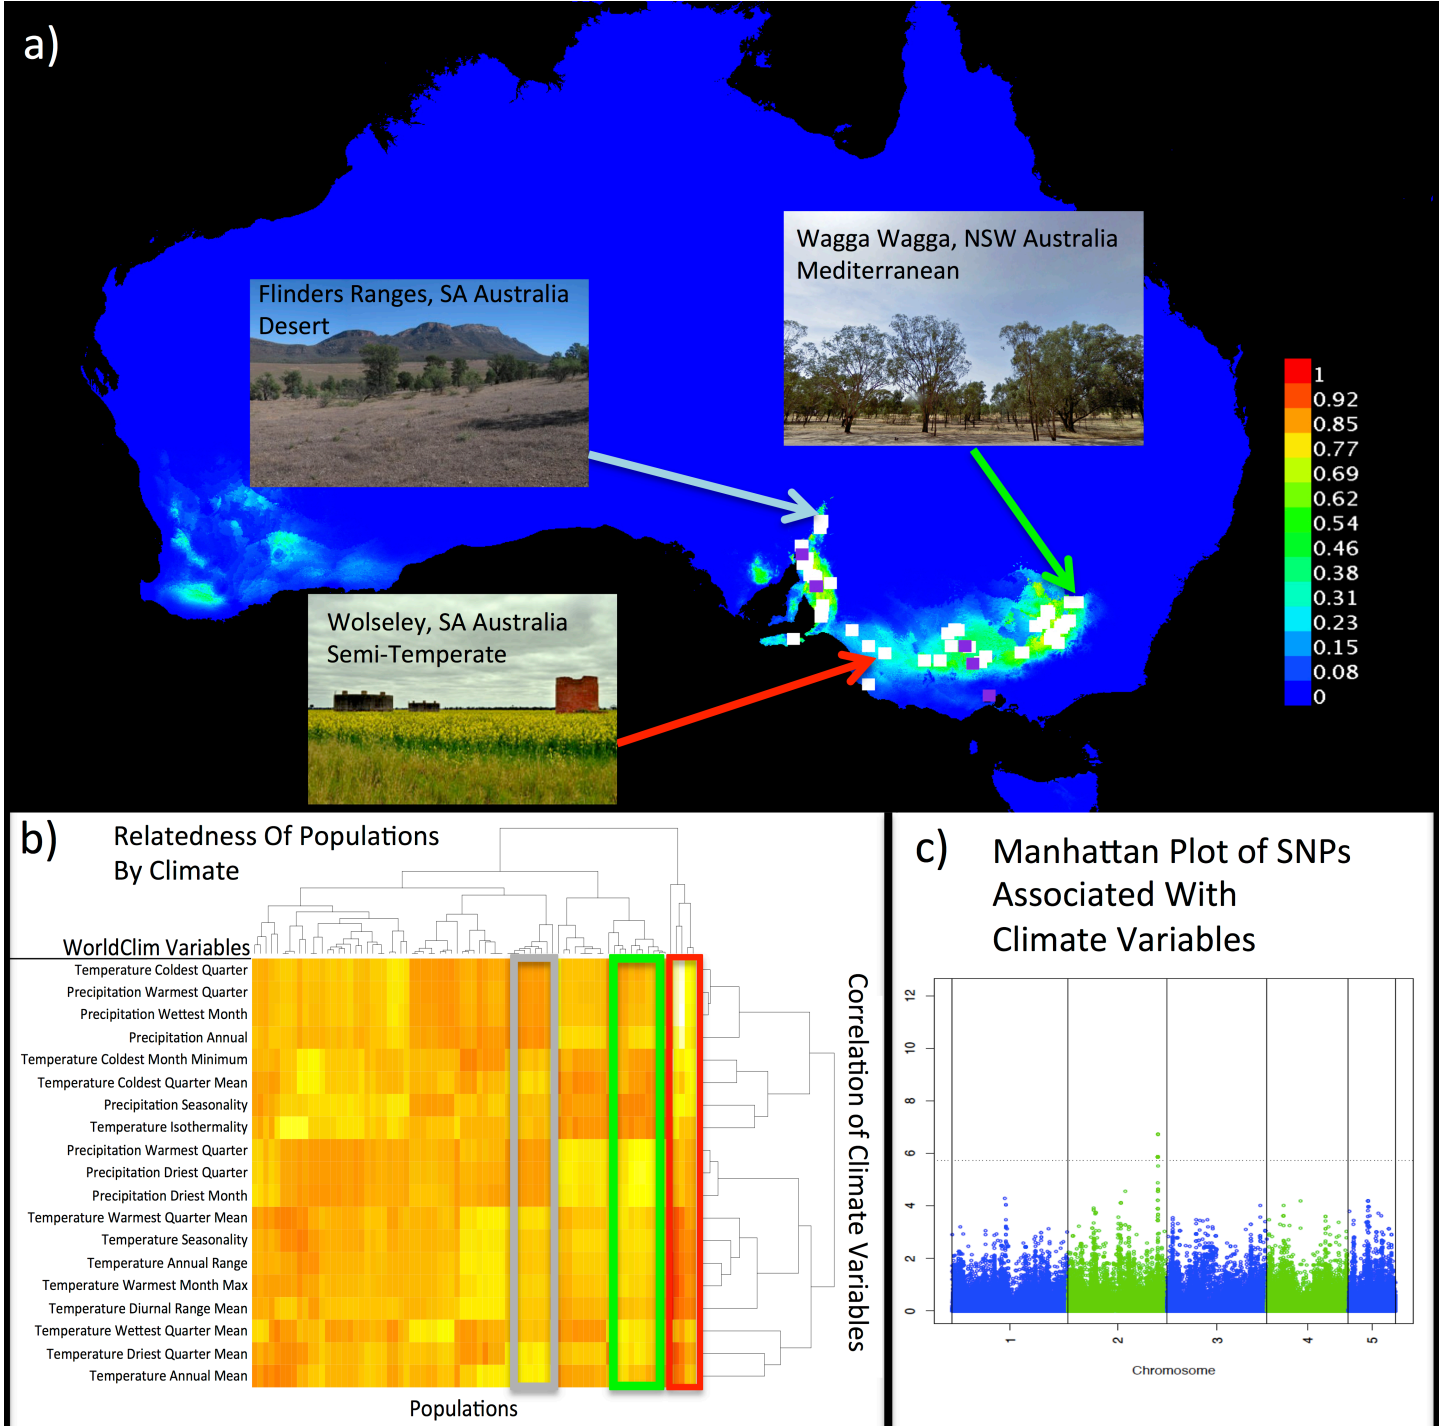 a)
Flinders Ranges, SA Australia
Desert
Wagga Wagga, NSW Australia
Mediterranean
Wolseley, SA Australia
Semi-Temperate
1
0.92
0.85
0.77
0.69
0.62
0.54
0.46
0.38
0.31
0.23
0.15
0.08
0
b)
Relatedness Of Populations
By Climate
WorldClim Variables
Temperature Coldest Quarter
Precipitation Warmest Quarter
Precipitation Wettest Month
Precipitation Annual
Temperature Coldest Month Minimum
Temperature Coldest Quarter Mean
Precipitation Seasonality
Temperature Isothermality
Precipitation Warmest Quarter
Precipitation Driest Quarter
Precipitation Driest Month
Temperature Warmest Quarter Mean
Temperature Seasonality
Temperature Annual Range
Temperature Warmest Month Max
Temperature Diurnal Range Mean
Temperature Wettest Quarter Mean
Temperature Driest Quarter Mean
Temperature Annual Mean
Populations
Correlation of Climate Variables
c)
Manhattan Plot of SNPs
Associated With
Climate Variables
12
10
8
6
4
2
0
1
2
3
4
5
Chromosome